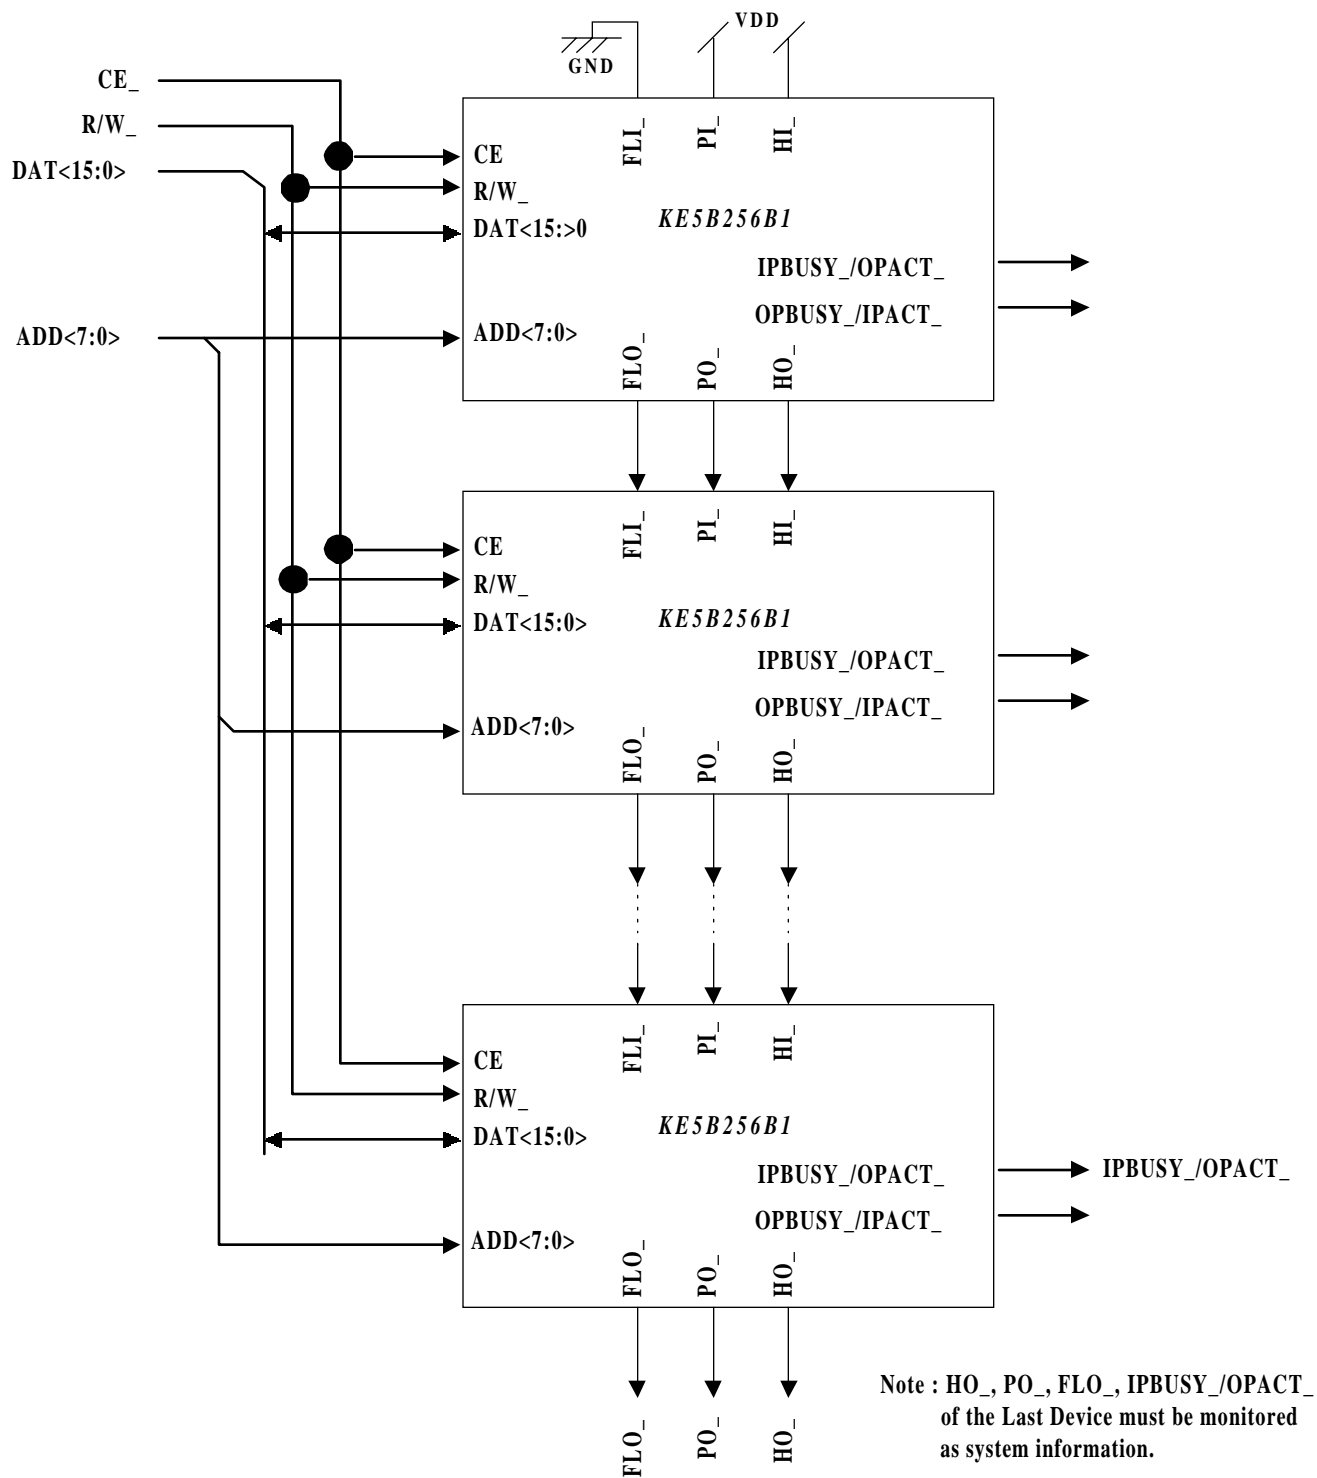 VDD
GND
CE_
R/W_
DAT<15:0>
ADD<7:0>
FLI_
PI_
HI_
CE
R/W_
DAT<15:>0
KE5B256B1
IPBUSY_/OPACT_
OPBUSY_/IPACT_
ADD<7:0>
FLO_
PO_
HO_
FLI_
PI_
HI_
CE
R/W_
DAT<15:0>
KE5B256B1
IPBUSY_/OPACT_
OPBUSY_/IPACT_
ADD<7:0>
FLO_
PO_
HO_
FLI_
PI_
HI_
CE
R/W_
DAT<15:0>
KE5B256B1
IPBUSY_/OPACT_
IPBUSY_/OPACT_
OPBUSY_/IPACT_
ADD<7:0>
FLO_
PO_
HO_
FLO_
PO_
HO_
Note : HO_, PO_, FLO_, IPBUSY_/OPACT_
of the Last Device must be monitored
as system information.